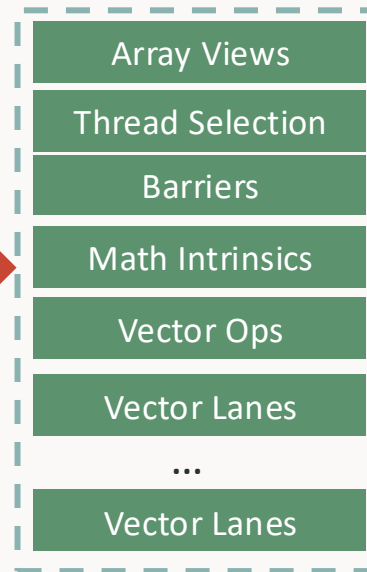 Array Views
Thread Selection
Barriers
Math Intrinsics
Vector Ops
Vector Lanes
...
Vector Lanes